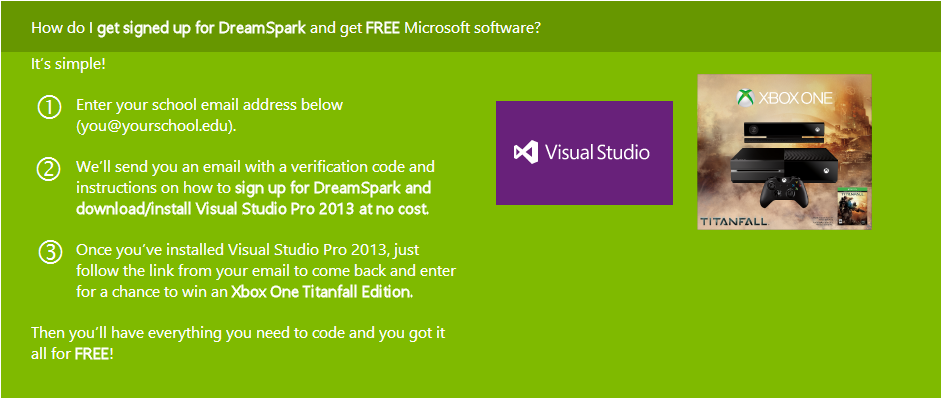 How do I get signed up for DreamSpark and get FREE Microsoft software?
It's simple!
1 Enter your school email address below
(you@yourschool.edu).
2 We'll send you an email with a verification code and
instructions on how to sign up for DreamSpark and
download/install Visual Studio Pro 2013 at no cost.
3 Once you've installed Visual Studio Pro 2013, just
follow the link from your email to come back and enter
for a chance to win an Xbox One Titanfall Edition.
Then you'll have everything you need to code and you got it
all for FREE!
Visual Studio
XBOX ONE
TITANFALL